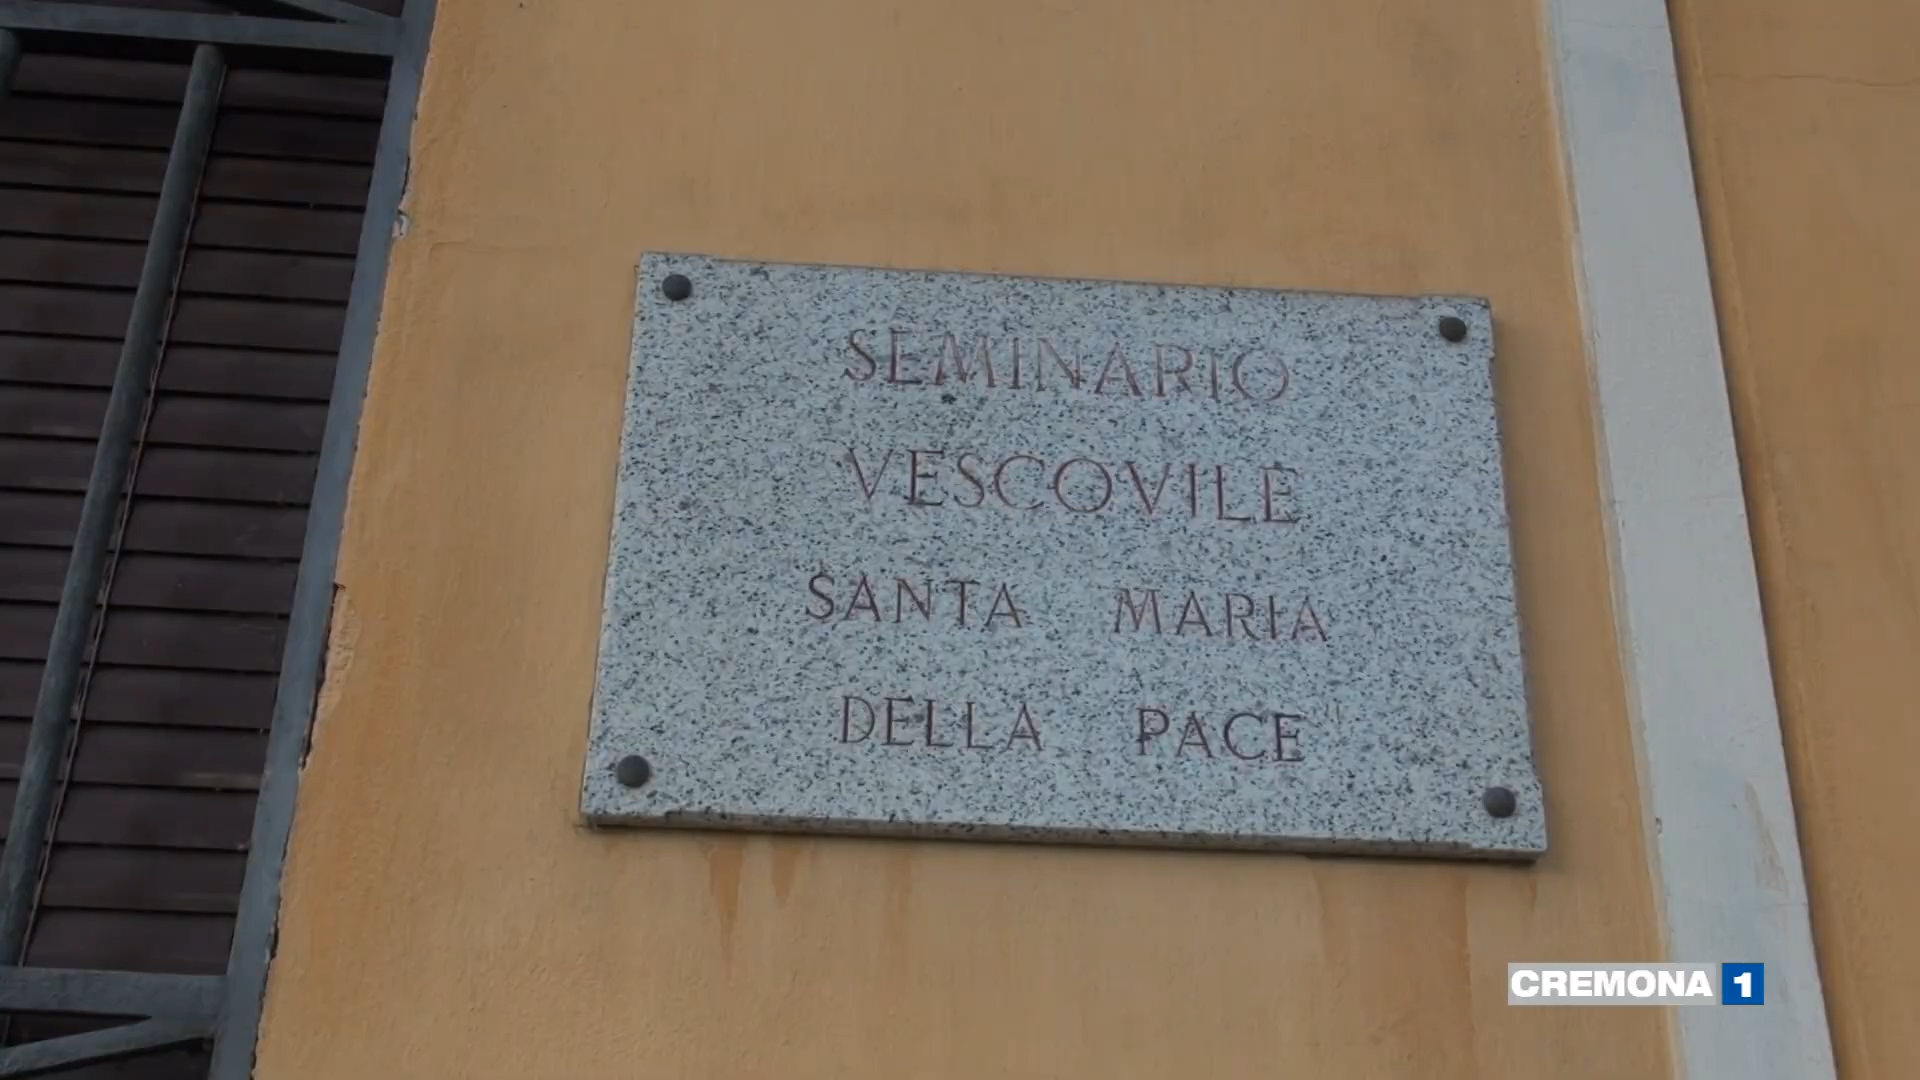 SEMINARIO
VESCOVILE
SANTA MARIA
DELLA PACE
CREMONA 1